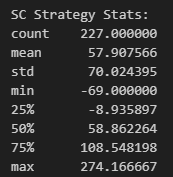 SC Strategy Stats:
count    227.000000
mean      57.907566
std       70.024395
min      -69.000000
25%       -8.935897
50%       58.862264
75%      108.548198
max      274.166667